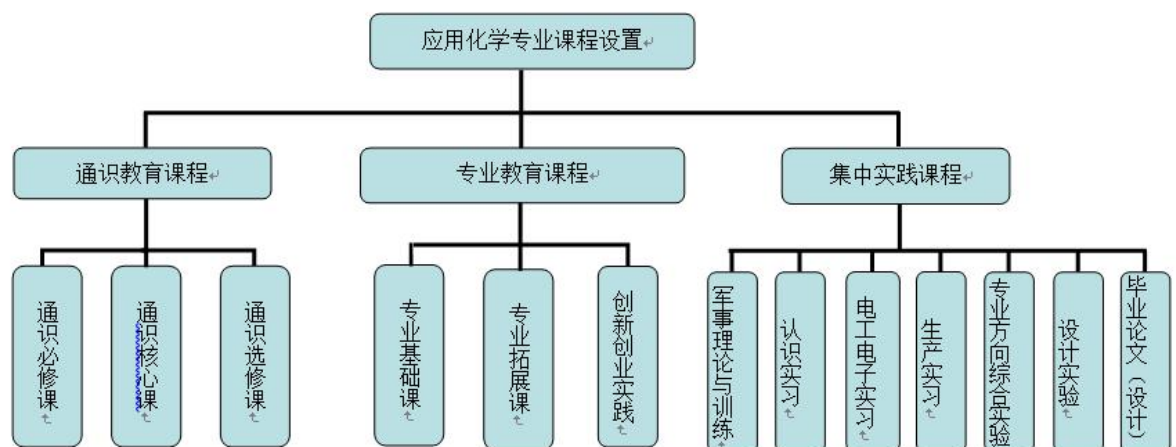 应用化学专业课程设置
通识教育课程
专业教育课程
集中实践课程
通识必修课
通识核心课
通识选修课
专业基础课
专业拓展课
创新创业实践
军事理论与训练
认识实习
电工电子实习
生产实习
专业方向综合实验
设计实验
毕业论文（设计）